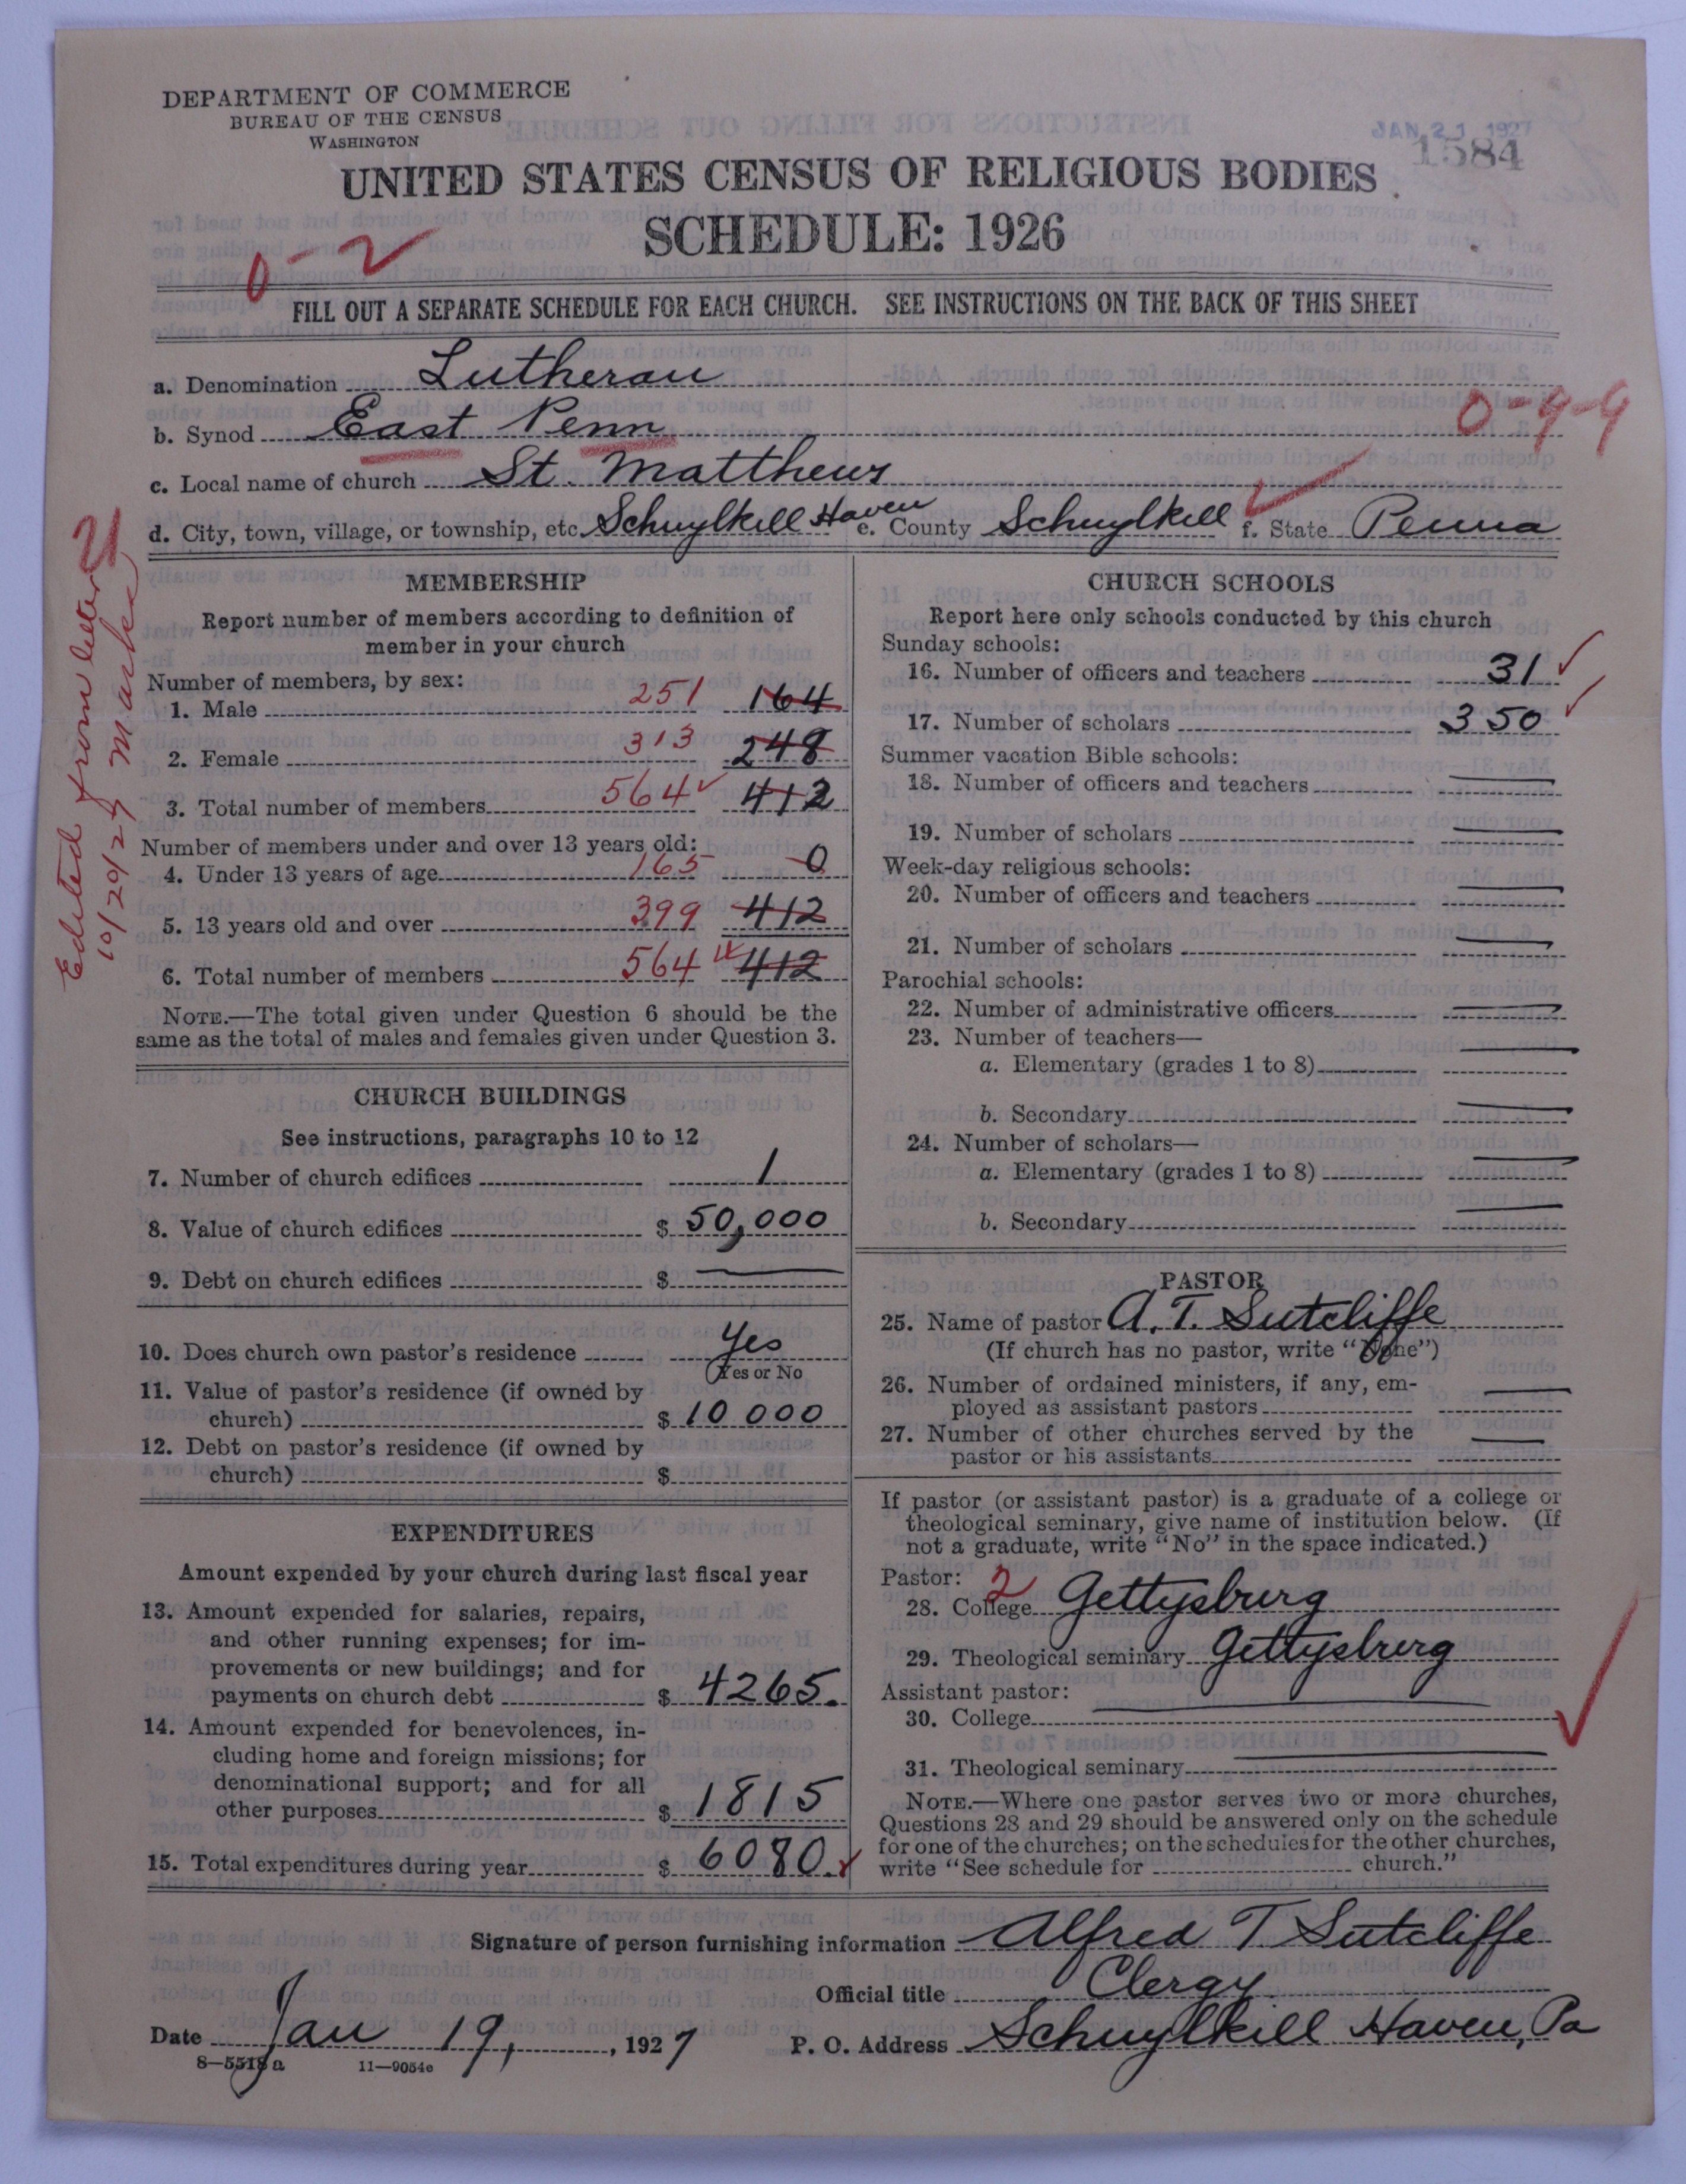 DEPARTMENT OF COMMERCE
BUREAU OF THE CENSUS
WASHINGTON
JAN 21 1927
1584
UNITED STATES CENSUS OF RELIGIOUS BODIES
SCHEDULE: 1926
0-2
FILL OUT A SEPARATE SCHEDULE FOR EACH CHURCH. SEE INSTRUCTIONS ON THE BACK OF THIS SHEET
a. Denomination Lutheran
b. Synod East Penn
0-9-9
c. Local name of church St. Matthews
d. City, town, village, or township, etc. Schuylkill Haven e. County Schuylkill f. State Penna
Edited from letter
10/29/27
MEMBERSHIP
Report number of members according to definition of
member in your church
Number of members, by sex:
1. Male 251 164
2. Female 313 248
3. Total number of members 564 412
Number of members under and over 13 years old:
4. Under 13 years of age 165 0
5. 13 years old and over 399 412
6. Total number of members 564 412
NOTE.—The total given under Question 6 should be the
same as the total of males and females given under Question 3.
CHURCH BUILDINGS
See instructions, paragraphs 10 to 12
7. Number of church edifices 1
8. Value of church edifices $ 50,000
9. Debt on church edifices $ —
10. Does church own pastor's residence Yes
Yes or No
11. Value of pastor's residence (if owned by
church) $ 10 000
12. Debt on pastor's residence (if owned by
church) $
EXPENDITURES
Amount expended by your church during last fiscal year
13. Amount expended for salaries, repairs,
and other running expenses; for im-
provements or new buildings; and for
payments on church debt $ 4265.
14. Amount expended for benevolences, in-
cluding home and foreign missions; for
denominational support; and for all
other purposes $ 1815
15. Total expenditures during year $ 6080.
CHURCH SCHOOLS
Report here only schools conducted by this church
Sunday schools:
16. Number of officers and teachers 31
17. Number of scholars 350
Summer vacation Bible schools:
18. Number of officers and teachers —
19. Number of scholars —
Week-day religious schools:
20. Number of officers and teachers —
21. Number of scholars —
Parochial schools:
22. Number of administrative officers —
23. Number of teachers—
a. Elementary (grades 1 to 8) —
b. Secondary —
24. Number of scholars—
a. Elementary (grades 1 to 8) —
b. Secondary —
PASTOR
25. Name of pastor A. T. Sutcliffe
(If church has no pastor, write "None")
26. Number of ordained ministers, if any, em-
ployed as assistant pastors —
27. Number of other churches served by the
pastor or his assistants —
If pastor (or assistant pastor) is a graduate of a college or
theological seminary, give name of institution below. (If
not a graduate, write "No" in the space indicated.)
Pastor: 2
28. College Gettysburg
29. Theological seminary Gettysburg
Assistant pastor:
30. College —
31. Theological seminary —
NOTE.—Where one pastor serves two or more churches,
Questions 28 and 29 should be answered only on the schedule
for one of the churches; on the schedules for the other churches,
write "See schedule for church."
Signature of person furnishing information Alfred T Sutcliffe
Official title Clergy
Date Jan 19, , 1927 P. O. Address Schuylkill Haven, Pa
8—5518a 11—9054e